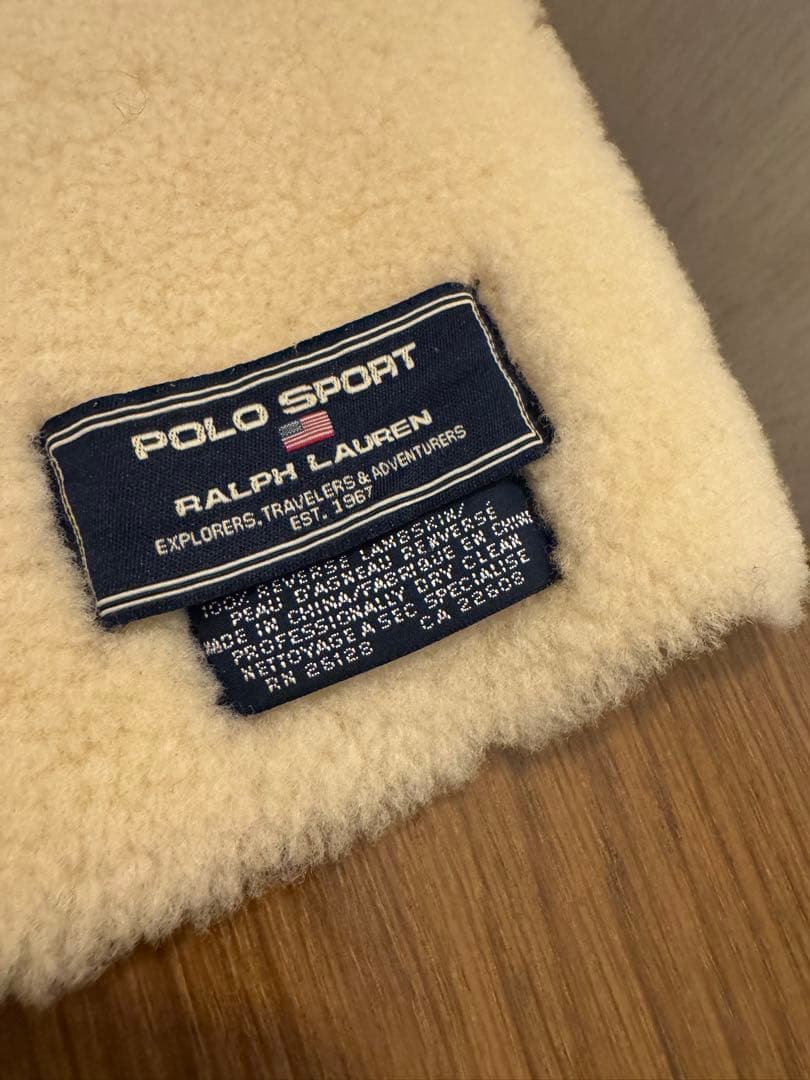 POLO SPORT
RALPH LAUREN
EXPLORERS, TRAVELERS & ADVENTURERS
EST. 1967
100% REVERSE LAMBSKIN/
PEAU D'AGNEAU RENVERSE
MADE IN CHINA/FABRIQUE EN CHINE
PROFESSIONALLY DRY CLEAN
NETTOYAGE A SEC SPECIALISE
RN 26128 CA 22608